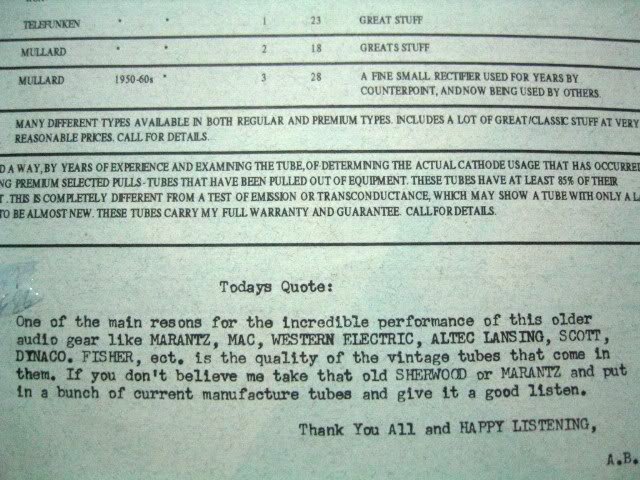 TELEFUNKEN " " 1 23 GREAT STUFF
MULLARD " " 2 18 GREATS STUFF
MULLARD 1950-60s " 3 28 A FINE SMALL RECTIFIER USED FOR YEARS BY
COUNTERPOINT, AND NOW BEING USED BY OTHERS.
MANY DIFFERENT TYPES AVAILABLE IN BOTH REGULAR AND PREMIUM TYPES. INCLUDES A LOT OF GREAT/CLASSIC STUFF AT VERY
REASONABLE PRICES. CALL FOR DETAILS.
D A WAY, BY YEARS OF EXPERIENCE AND EXAMINING THE TUBE, OF DETERMINING THE ACTUAL CATHODE USAGE THAT HAS OCCURRED
NG PREMIUM SELECTED PULLS - TUBES THAT HAVE BEEN PULLED OUT OF EQUIPMENT. THESE TUBES HAVE AT LEAST 85% OF THEIR
T . THIS IS COMPLETELY DIFFERENT FROM A TEST OF EMISSION OR TRANSCONDUCTANCE, WHICH MAY SHOW A TUBE WITH ONLY A LA
TO BE ALMOST NEW. THESE TUBES CARRY MY FULL WARRANTY AND GUARANTEE. CALL FOR DETAILS.
Todays Quote:
One of the main resons for the incredible performance of this older
audio gear like MARANTZ, MAC, WESTERN ELECTRIC, ALTEC LANSING, SCOTT,
DYNACO. FISHER, ect. is the quality of the vintage tubes that come in
them. If you don't believe me take that old SHERWOOD or MARANTZ and put
in a bunch of current manufacture tubes and give it a good listen.
Thank You All and HAPPY LISTENING,
A.B.